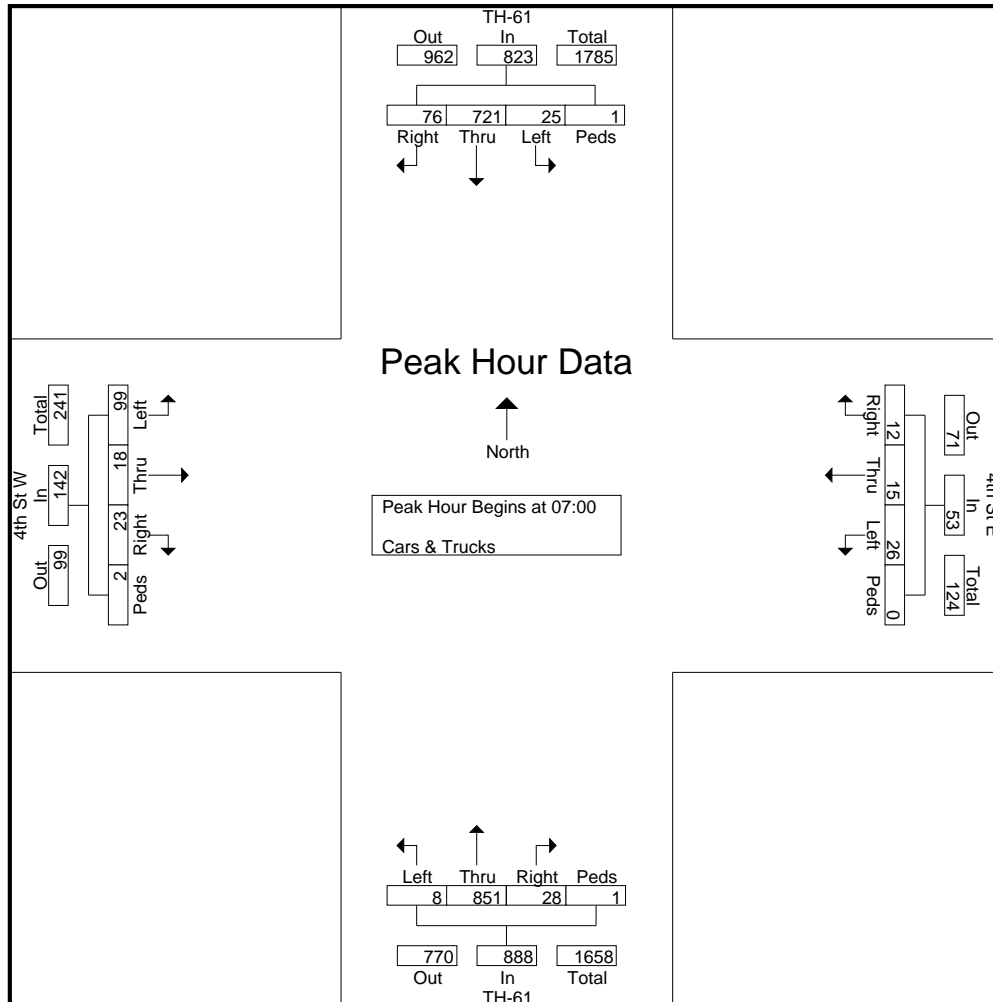 TH-61
Out In Total
962 823 1785
76 721 25 1
Right Thru Left Peds
Peak Hour Data
North
Peak Hour Begins at 07:00
Cars & Trucks
4th St W
Total In Out
241 142 99
99 18 23 2
Left Thru Right Peds
Right Thru Left Peds
12 15 26 0
Out In Total
71 53 124
4th St E
Left Thru Right Peds
8 851 28 1
770 888 1658
Out In Total
TH-61